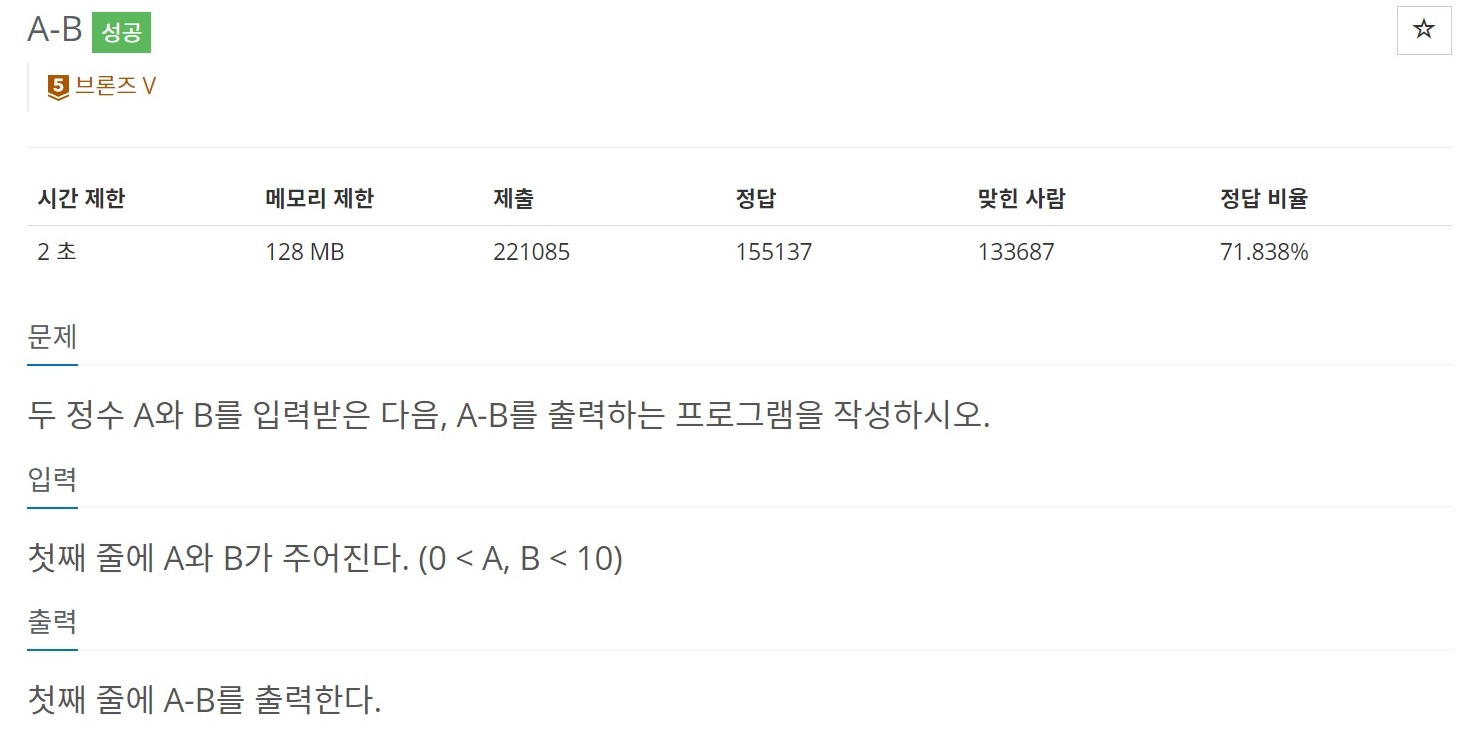 A-B 성공
5 브론즈 V
시간 제한 메모리 제한 제출 정답 맞힌 사람 정답 비율
2 초 128 MB 221085 155137 133687 71.838%
문제
두 정수 A와 B를 입력받은 다음, A-B를 출력하는 프로그램을 작성하시오.
입력
첫째 줄에 A와 B가 주어진다. (0 < A, B < 10)
출력
첫째 줄에 A-B를 출력한다.